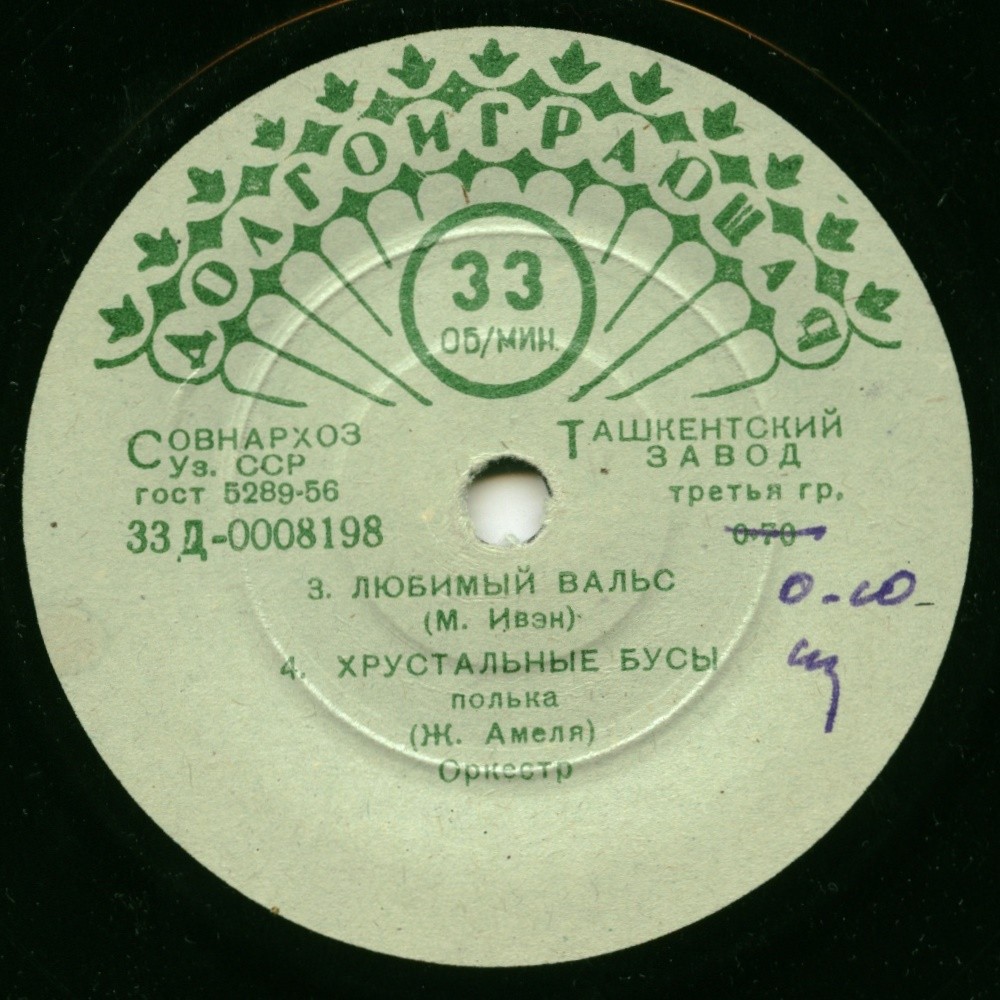 ДОЛГОИГРАЮЩАЯ
33
ОБ/МИН.
СОВНАРХОЗ
Уз. ССР
ГОСТ 5289-56
33Д-0008198
ТАШКЕНТСКИЙ
ЗАВОД
третья гр.
0-70
3. ЛЮБИМЫЙ ВАЛЬС
(М. Ивэн)
4. ХРУСТАЛЬНЫЕ БУСЫ
полька
(Ж. Амеля)
Оркестр